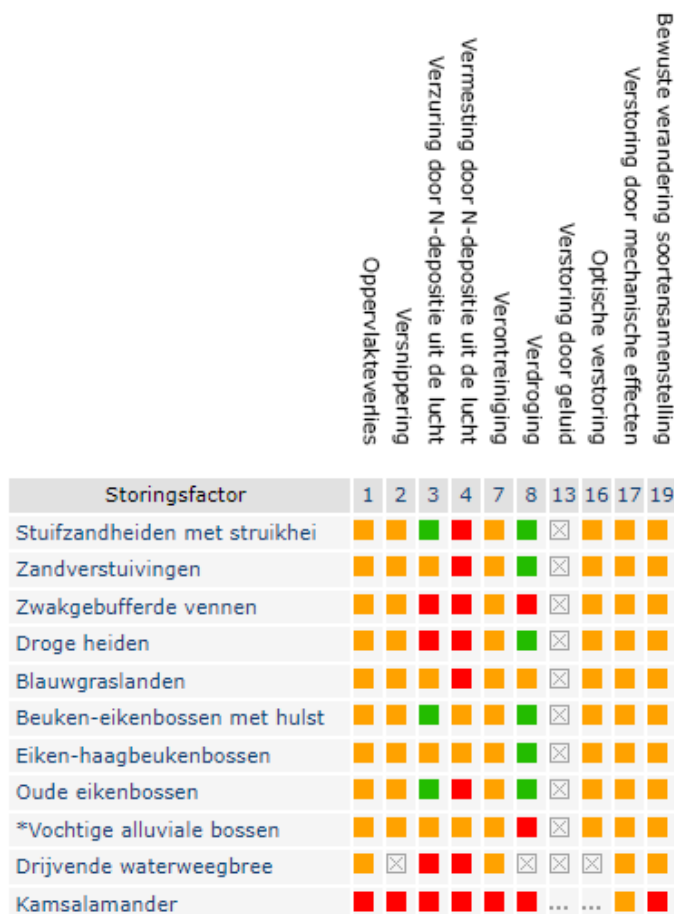 Oppervlakteverlies
Versnippering
Verzuring door N-depositie uit de lucht
Vermesting door N-depositie uit de lucht
Verontreiniging
Verdroging
Verstoring door geluid
Optische verstoring
Verstoring door mechanische effecten
Bewuste verandering soortensamenstelling
Storingsfactor 1 2 3 4 7 8 13 16 17 19
Stuifzandheiden met struikhei
Zandverstuivingen
Zwakgebufferde vennen
Droge heiden
Blauwgraslanden
Beuken-eikenbossen met hulst
Eiken-haagbeukenbossen
Oude eikenbossen
*Vochtige alluviale bossen
Drijvende waterweegbree
Kamsalamander ... ...